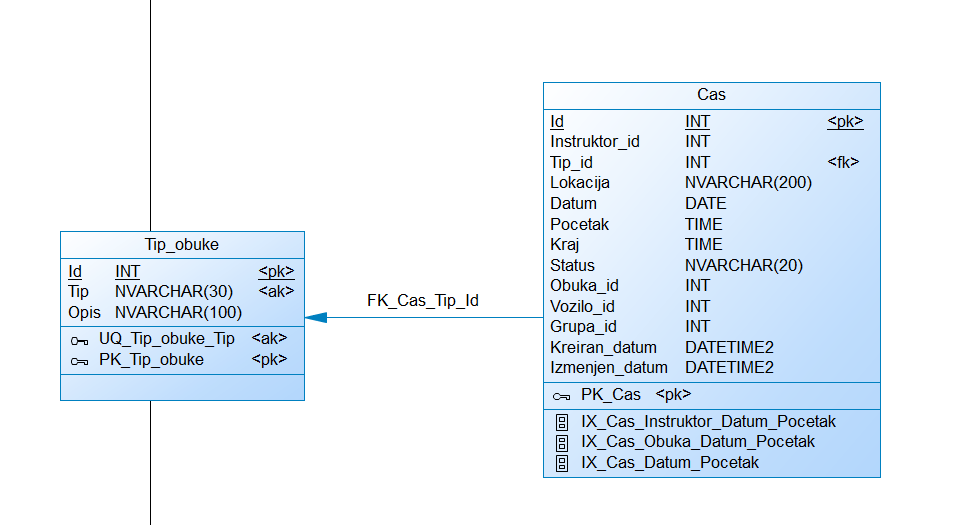 Tip_obuke
Id INT <pk>
Tip NVARCHAR(30) <ak>
Opis NVARCHAR(100)
UQ_Tip_obuke_Tip <ak>
PK_Tip_obuke <pk>
FK_Cas_Tip_Id
Cas
Id INT <pk>
Instruktor_id INT
Tip_id INT <fk>
Lokacija NVARCHAR(200)
Datum DATE
Pocetak TIME
Kraj TIME
Status NVARCHAR(20)
Obuka_id INT
Vozilo_id INT
Grupa_id INT
Kreiran_datum DATETIME2
Izmenjen_datum DATETIME2
PK_Cas <pk>
IX_Cas_Instruktor_Datum_Pocetak
IX_Cas_Obuka_Datum_Pocetak
IX_Cas_Datum_Pocetak